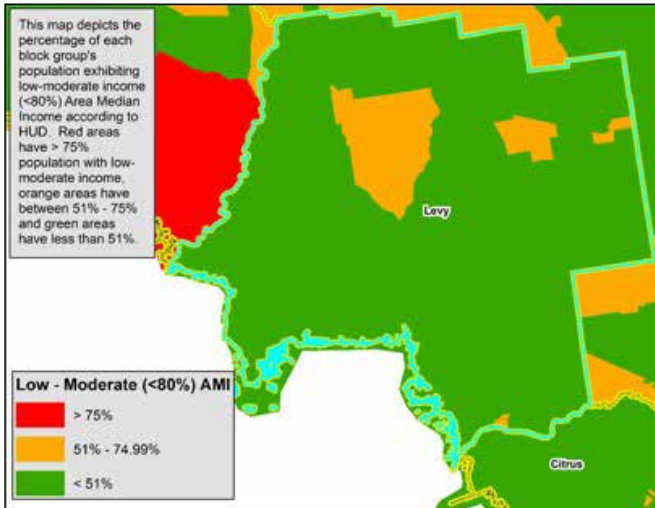 This map depicts the
percentage of each
block group's
population exhibiting
low-moderate income
(<80%) Area Median
Income according to
HUD. Red areas
have > 75%
population with low-
moderate income,
orange areas have
between 51% - 75%
and green areas
have less than 51%.
Levy
Low - Moderate (<80%) AMI
> 75%
51% - 74.99%
< 51%
Citrus